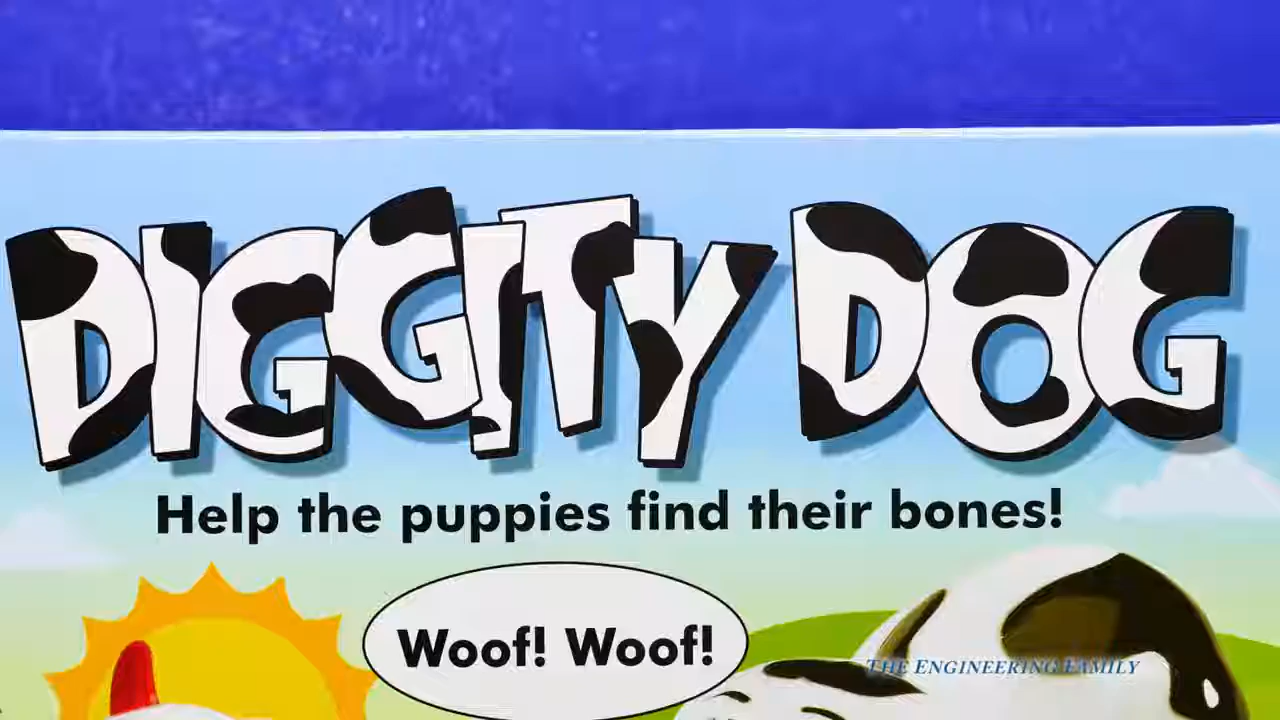 DIGGITY DOG
Help the puppies find their bones!
Woof! Woof!
THE ENGINEERING FAMILY